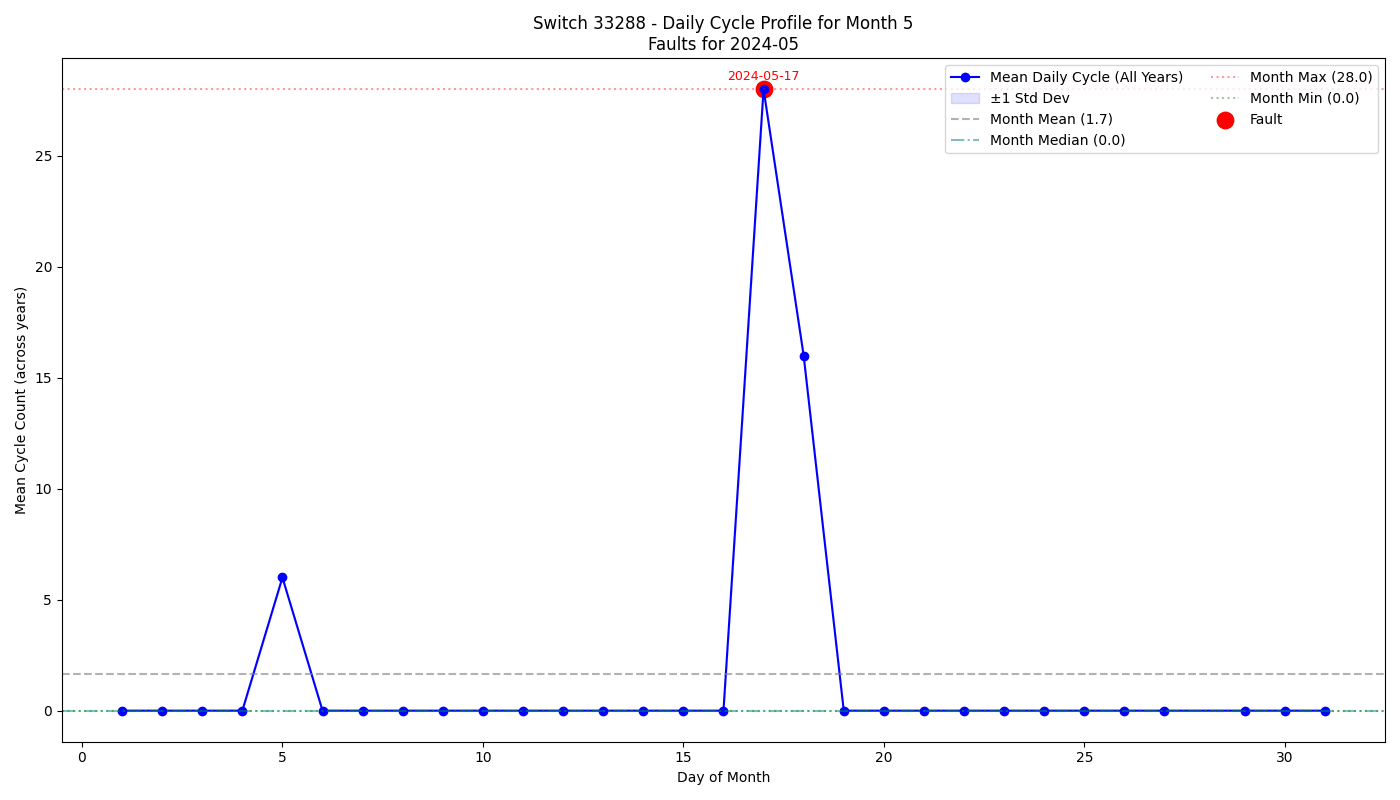 Switch 33288 - Daily Cycle Profile for Month 5
Faults for 2024-05
2024-05-17
Mean Daily Cycle (All Years)
±1 Std Dev
Month Mean (1.7)
Month Median (0.0)
Month Max (28.0)
Month Min (0.0)
Fault
Mean Cycle Count (across years)
25
20
15
10
5
0
0 5 10 15 20 25 30
Day of Month